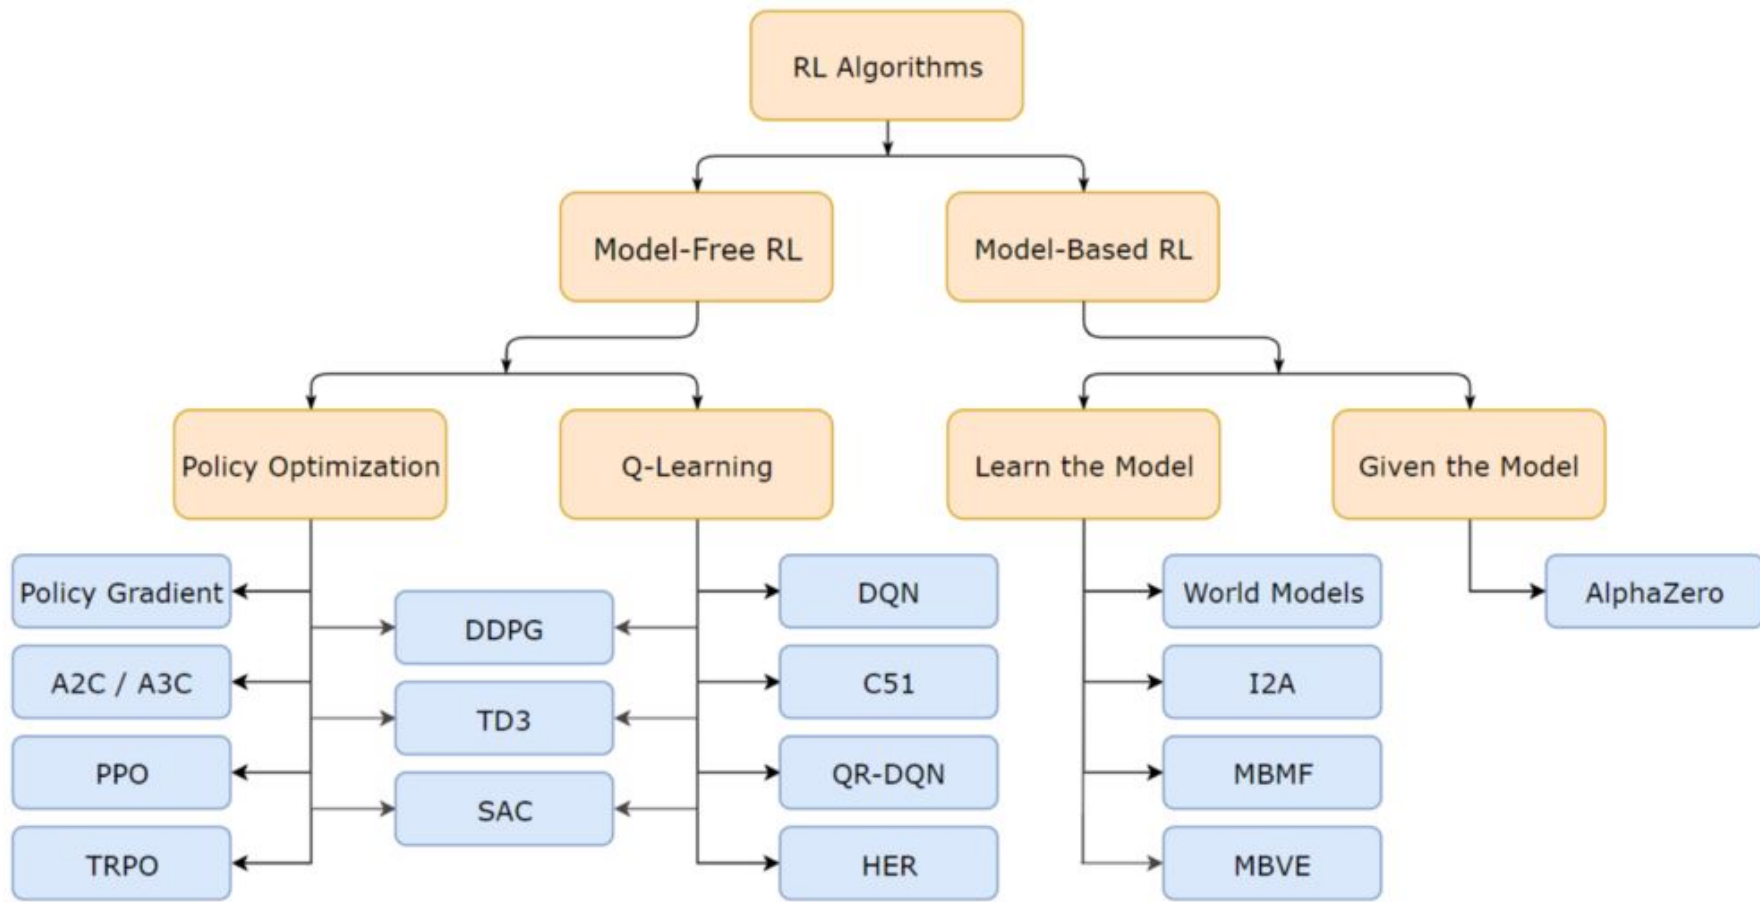 RL Algorithms
Model-Free RL
Model-Based RL
Policy Optimization
Q-Learning
Learn the Model
Given the Model
Policy Gradient
DDPG
DQN
World Models
AlphaZero
A2C / A3C
TD3
C51
I2A
PPO
SAC
QR-DQN
MBMF
TRPO
HER
MBVE